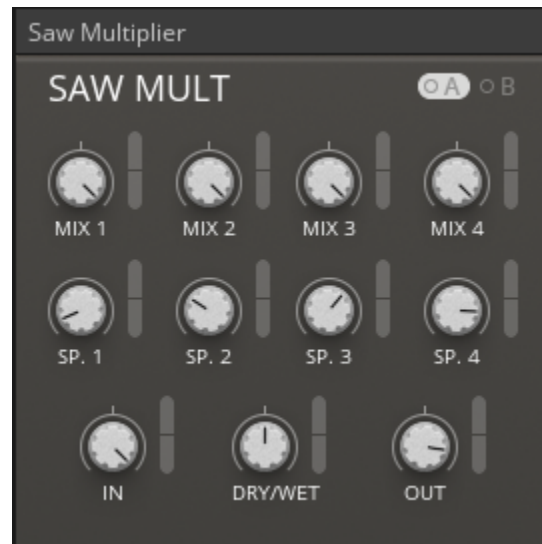 Saw Multiplier
SAW MULT A B
MIX 1 MIX 2 MIX 3 MIX 4
SP. 1 SP. 2 SP. 3 SP. 4
IN DRY/WET OUT